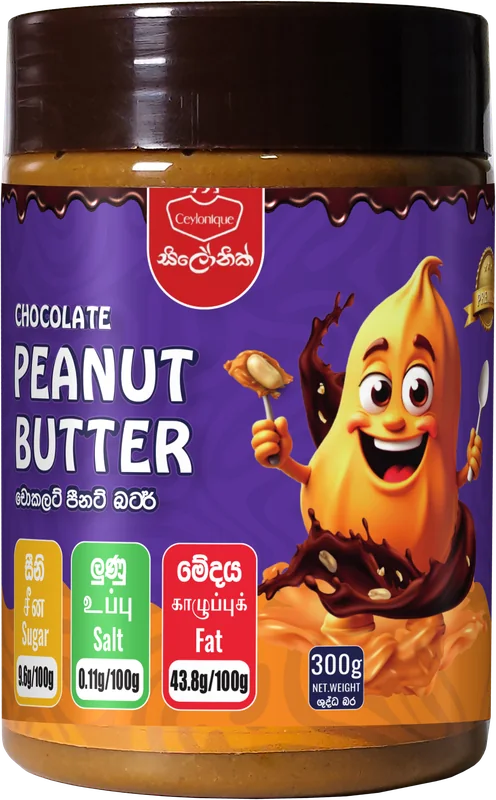 Ceylonique
සිලෝනික්
CHOCOLATE
PEANUT
BUTTER
චොකලට් පීනට් බටර්
සීනි
சீனி
Sugar
9.6g/100g
ලුණු
உப்பு
Salt
0.11g/100g
මේදය
காழுப்புக்
Fat
43.8g/100g
300g
NET.WEIGHT
ශුද්ධ බර